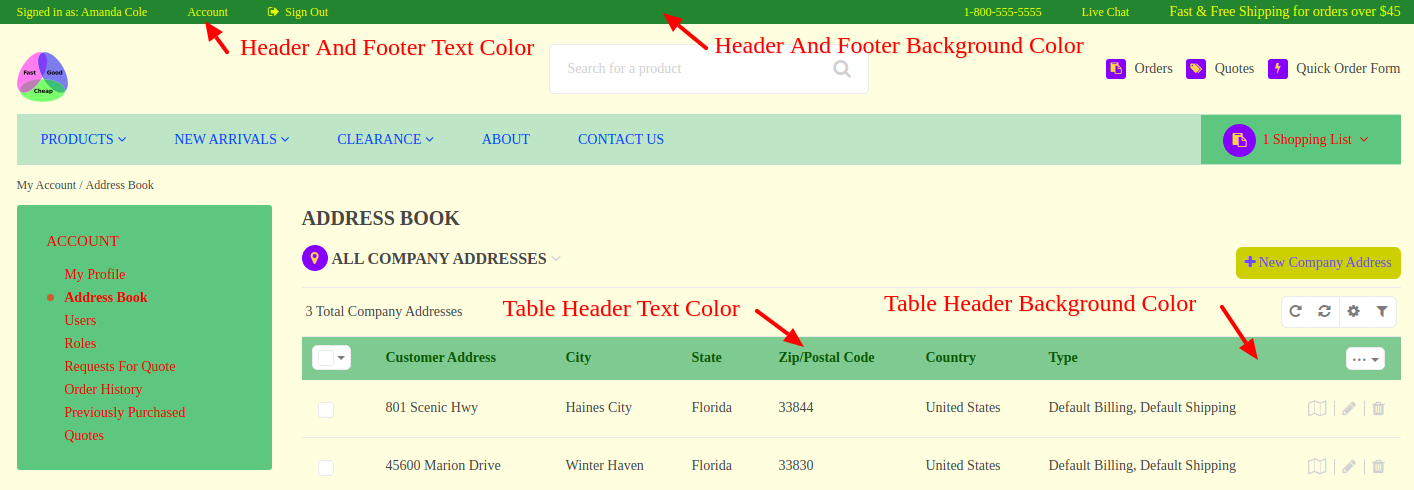 Signed in as: Amanda Cole Account Sign Out 1-800-555-5555 Live Chat Fast & Free Shipping for orders over $45
Header And Footer Text Color Header And Footer Background Color
Fast Good
Cheap
Search for a product
Orders Quotes Quick Order Form
PRODUCTS NEW ARRIVALS CLEARANCE ABOUT CONTACT US 1 Shopping List
My Account / Address Book
ACCOUNT
My Profile
Address Book
Users
Roles
Requests For Quote
Order History
Previously Purchased
Quotes
ADDRESS BOOK
ALL COMPANY ADDRESSES
New Company Address
3 Total Company Addresses
Table Header Text Color Table Header Background Color
Customer Address City State Zip/Postal Code Country Type
801 Scenic Hwy Haines City Florida 33844 United States Default Billing, Default Shipping
45600 Marion Drive Winter Haven Florida 33830 United States Default Billing, Default Shipping